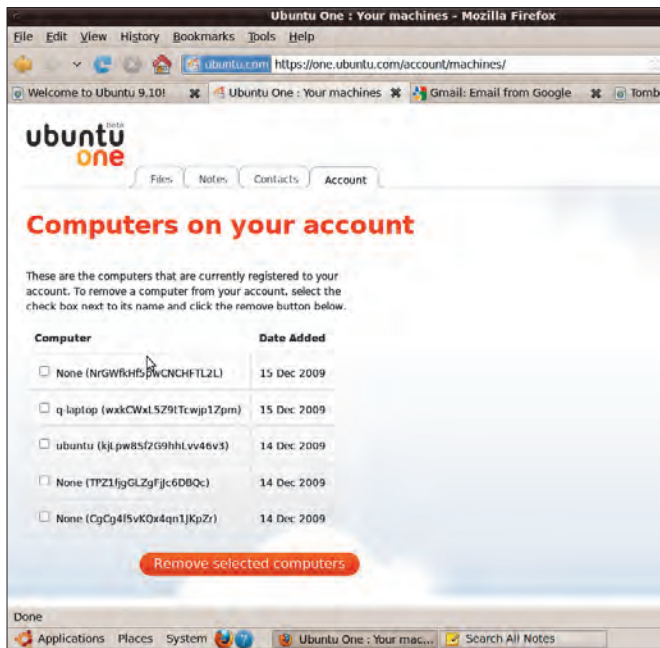 Ubuntu One : Your machines - Mozilla Firefox
File Edit View History Bookmarks Tools Help
ubuntu.com https://one.ubuntu.com/account/machines/
Welcome to Ubuntu 9.10! Ubuntu One : Your machines Gmail: Email from Google Tomb
ubuntu beta
one
Files Notes Contacts Account
Computers on your account
These are the computers that are currently registered to your
account. To remove a computer from your account, select the
check box next to its name and click the remove button below.
Computer Date Added
None 15 Dec 2009
q-laptop (wxkCWxL5Z9tTcwjp1Zpm) 15 Dec 2009
ubuntu (kjLpw85f2G9hhLvv46v3) 14 Dec 2009
None (TPZ1fjgGLZgFjJc6DBQc) 14 Dec 2009
None (CgCg4f5vKQx4qn1JKpZr) 14 Dec 2009
Remove selected computers
Done
Applications Places System Ubuntu One : Your mac... Search All Notes